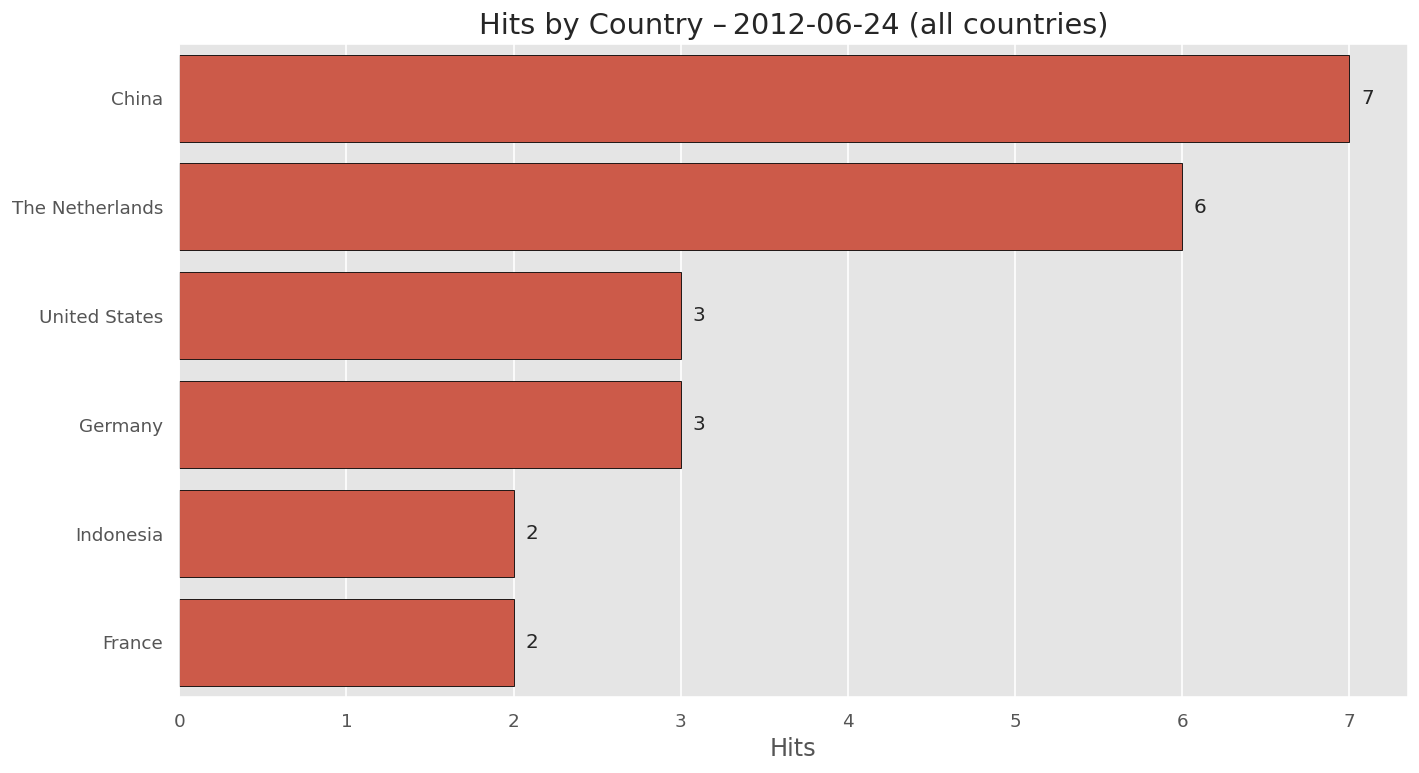 Hits by Country – 2012-06-24 (all countries)
China
7
The Netherlands
6
United States
3
Germany
3
Indonesia
2
France
2
0 1 2 3 4 5 6 7
Hits